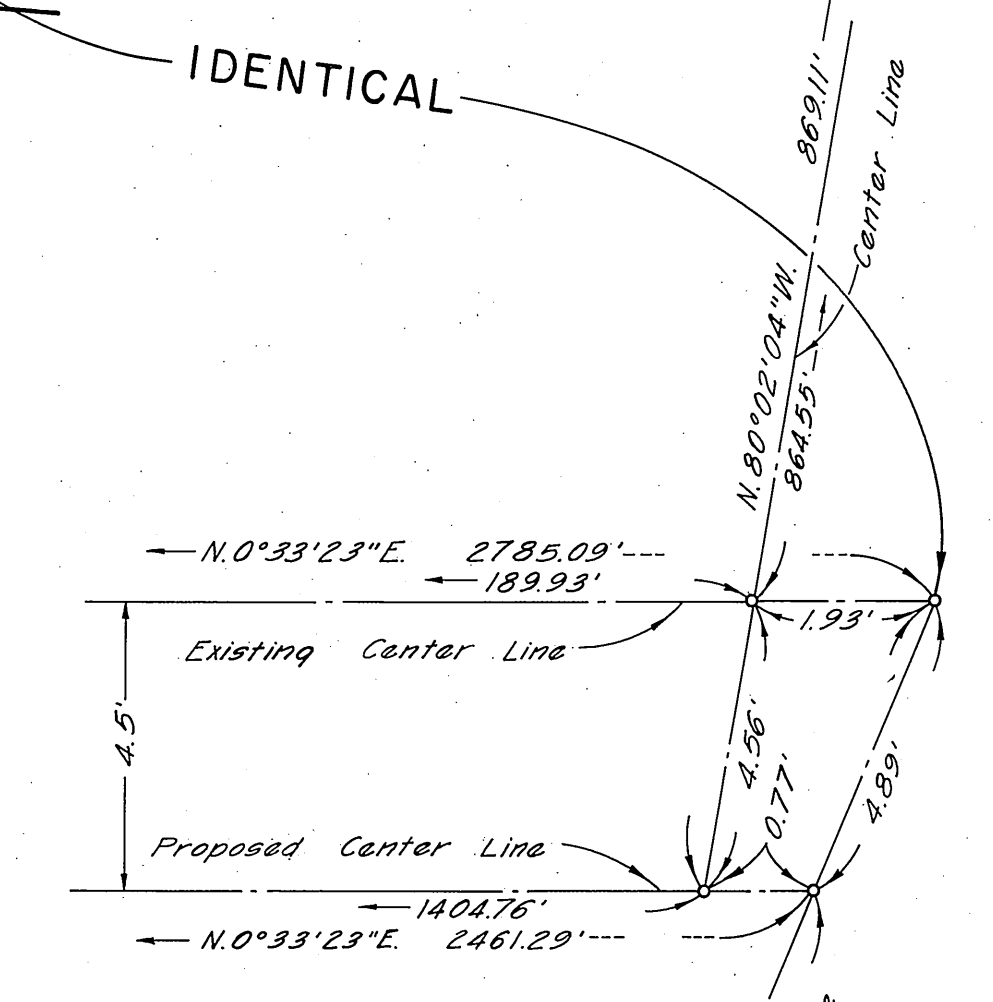 IDENTICAL
869.11'
Center Line
N.80°02'04"W.
864.55'
N.0°33'23"E. 2785.09'
189.93'
1.93'
Existing Center Line
4.5'
4.56'
0.77'
4.89'
Proposed Center Line
1404.76'
N.0°33'23"E. 2461.29'